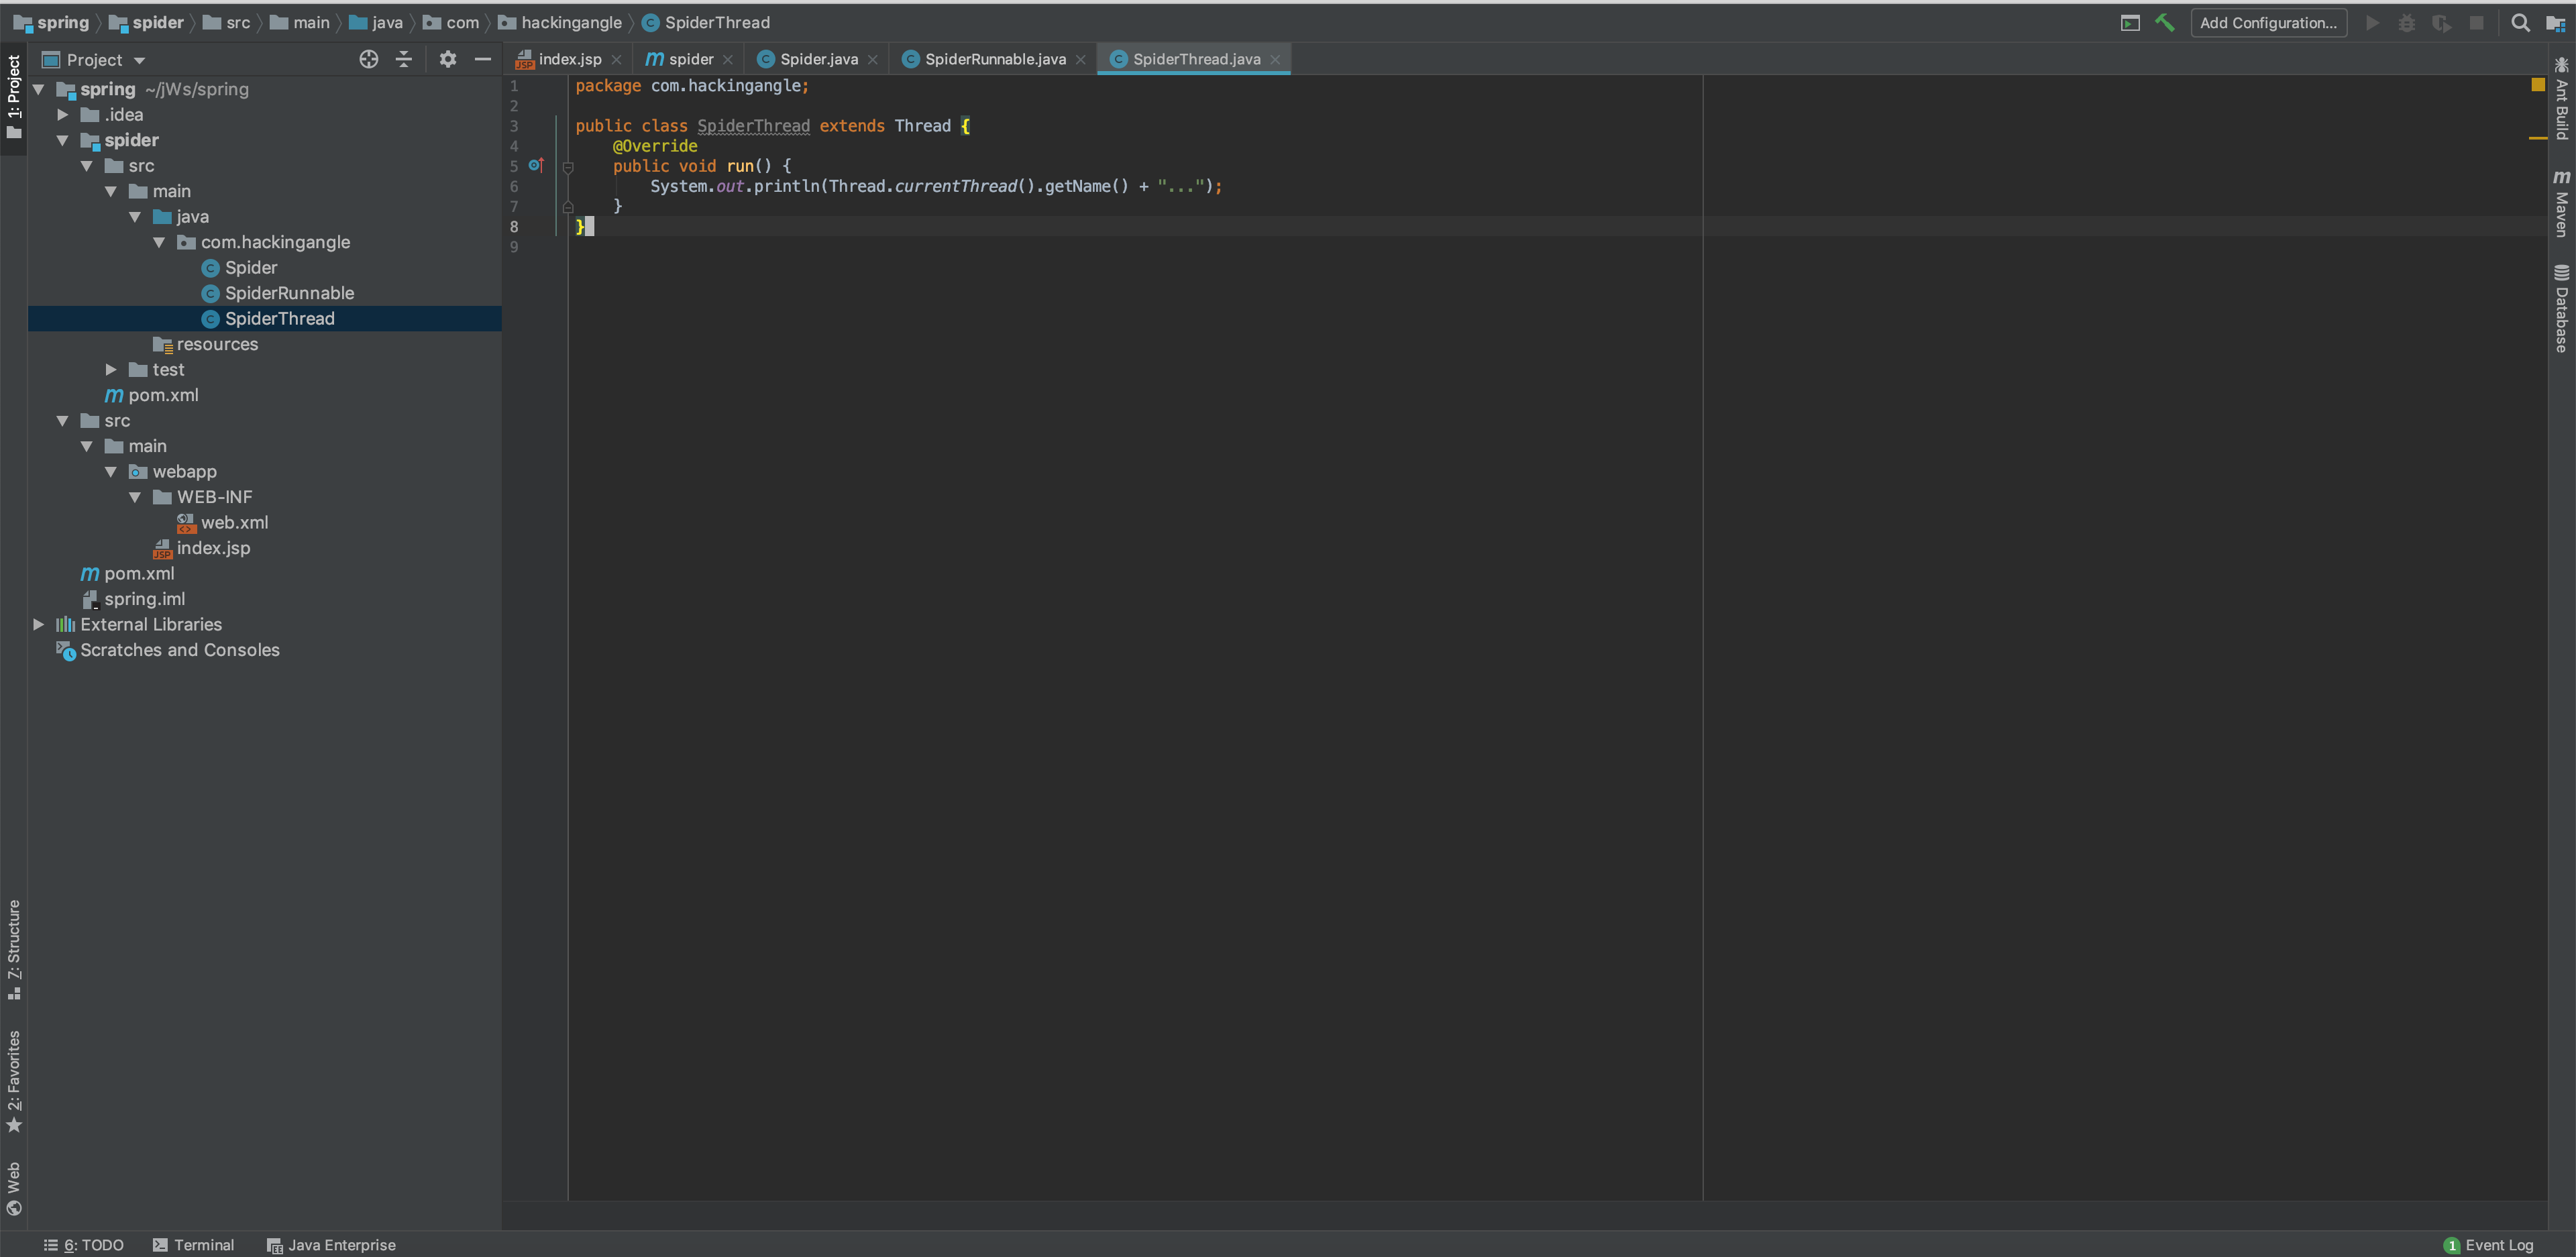 spring spider src main java com hackingangle SpiderThread Add Configuration...
1: Project
Project
index.jsp spider Spider.java SpiderRunnable.java SpiderThread.java
spring ~/jWs/spring
.idea
spider
src
main
java
com.hackingangle
Spider
SpiderRunnable
SpiderThread
resources
test
pom.xml
src
main
webapp
WEB-INF
web.xml
index.jsp
pom.xml
spring.iml
External Libraries
Scratches and Consoles
1 package com.hackingangle;
2
3 public class SpiderThread extends Thread {
4 @Override
5 public void run() {
6 System.out.println(Thread.currentThread().getName() + "...");
7 }
8 }
9
Ant Build
Maven
Database
7: Structure
2: Favorites
Web
6: TODO Terminal Java Enterprise 1 Event Log